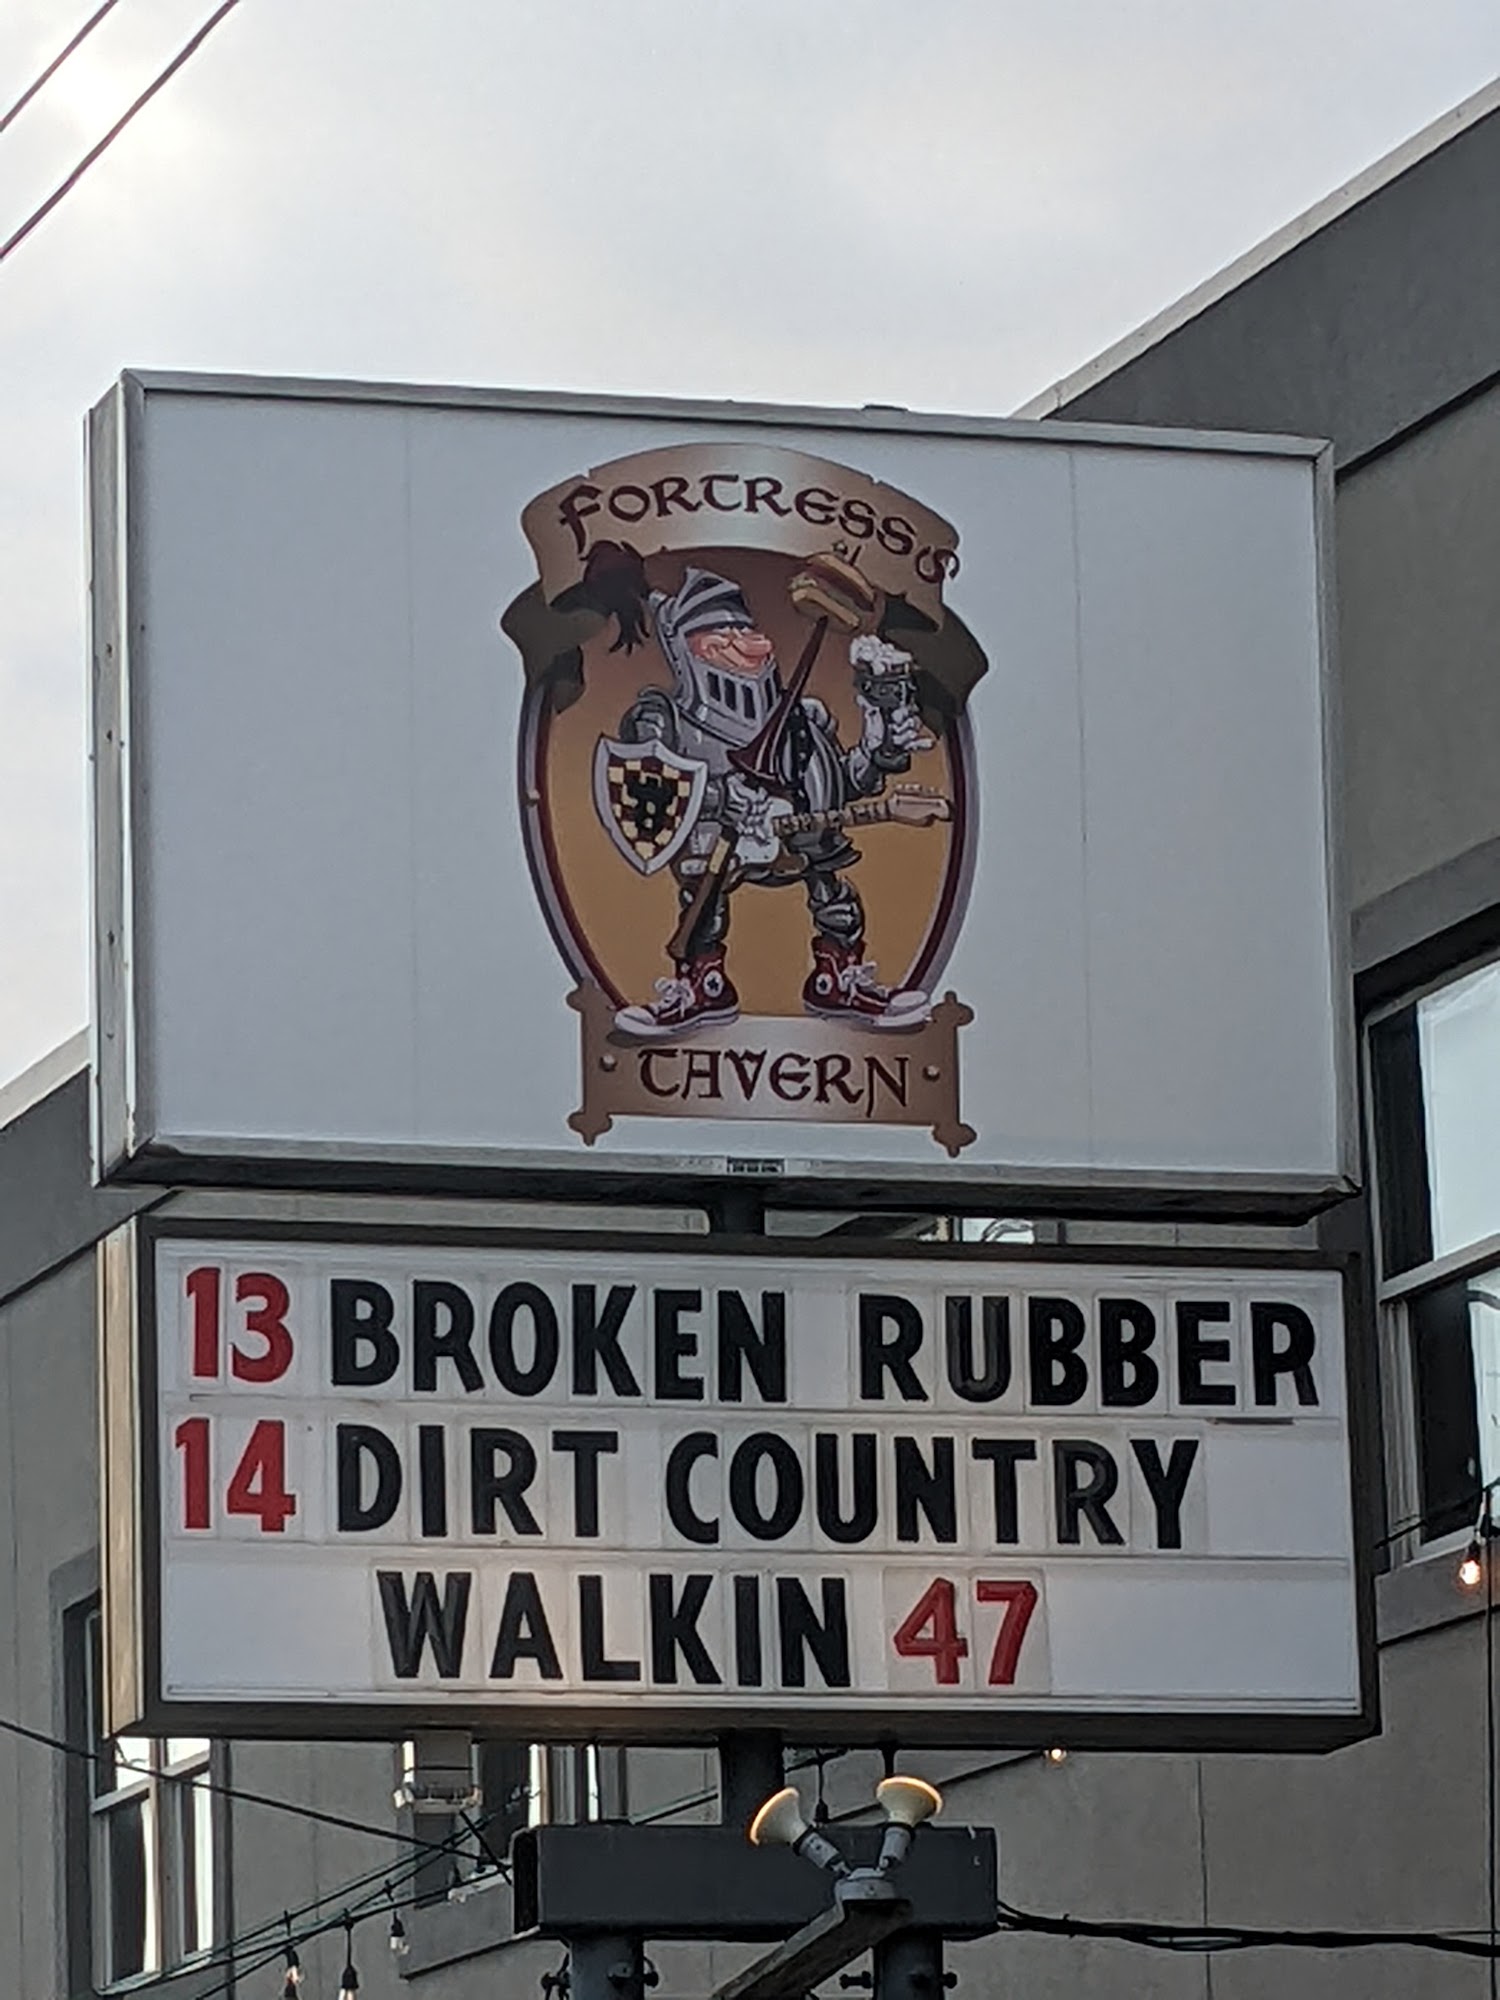 FORTRESS
TAVERN
13 BROKEN RUBBER
14 DIRT COUNTRY
WALKIN 47